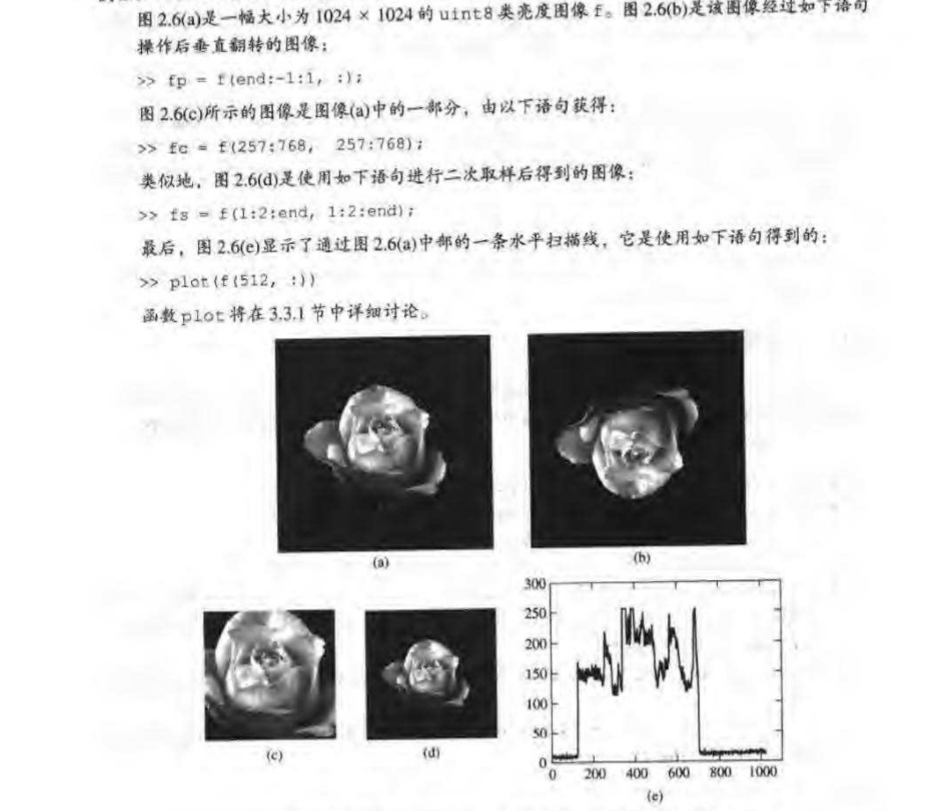 图 2.6(a)是一幅大小为 1024 × 1024 的 uint8 类亮度图像 f。图 2.6(b)是该图像经过如下语句
操作后垂直翻转的图像；
>> fp = f(end:-1:1, :);
图 2.6(c)所示的图像是图像(a)中的一部分，由以下语句获得：
>> fc = f(257:768, 257:768);
类似地，图 2.6(d)是使用如下语句进行二次取样后得到的图像：
>> fs = f(1:2:end, 1:2:end);
最后，图 2.6(e)显示了通过图 2.6(a)中部的一条水平扫描线，它是使用如下语句得到的：
>> plot(f(512, :))
函数 plot 将在 3.3.1 节中详细讨论。
(a)
(b)
300
250
200
150
100
50
0
0 200 400 600 800 1000
(c)
(d)
(e)